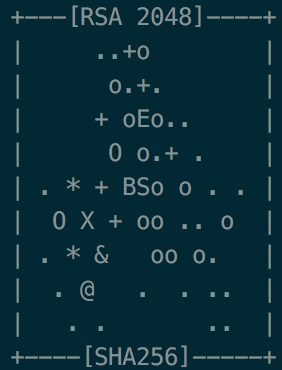 +---[RSA 2048]----+
|     ..+o        |
|      o.+.       |
|     + oEo..     |
|      O o.+ .    |
| . * + BSo o . . |
|  O X + oo .. o  |
| . * &   oo o.   |
|  . @   .  . ..  |
|   . .       ..  |
+----[SHA256]-----+